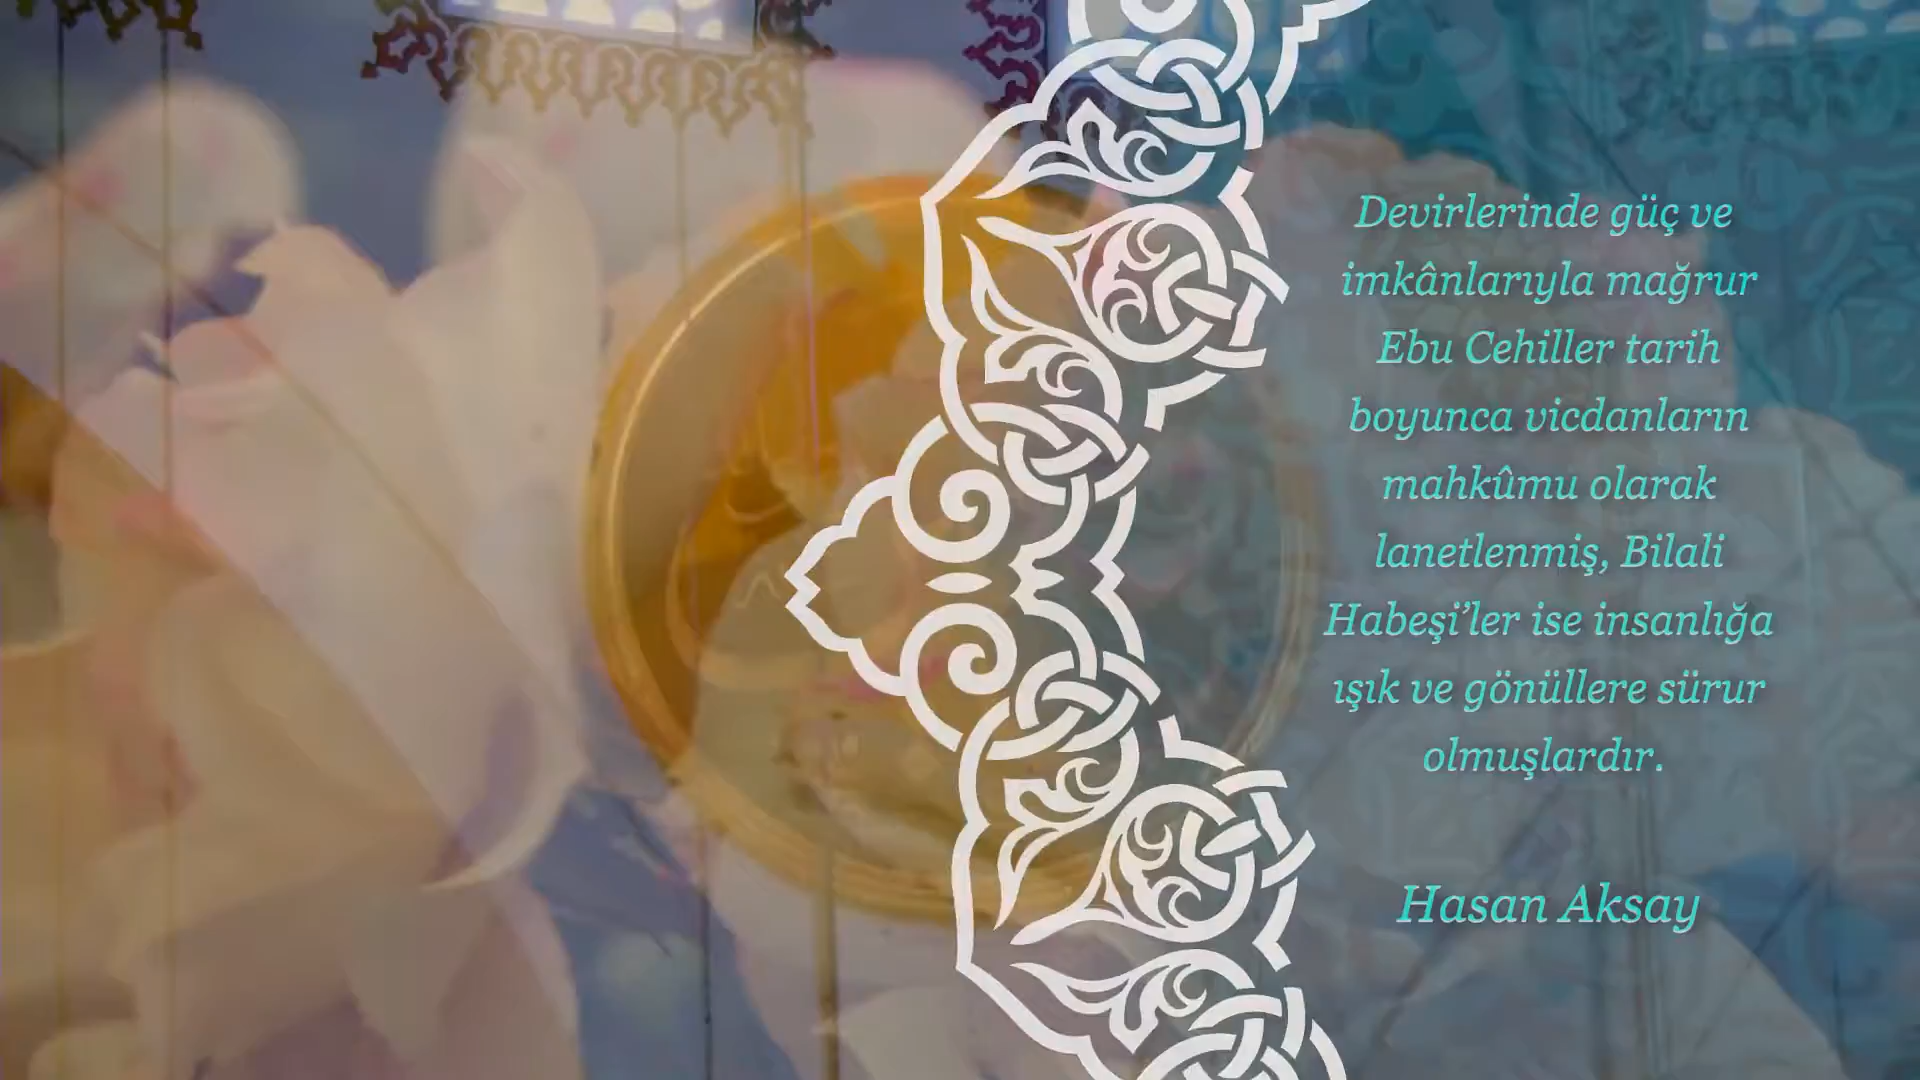 Devirlerinde güç ve
imkânlarıyla mağrur
Ebu Cehiller tarih
boyunca vicdanların
mahkûmu olarak
lanetlenmiş, Bilali
Habeşi’ler ise insanlığa
ışık ve gönüllere sürur
olmuşlardır.
Hasan Aksay